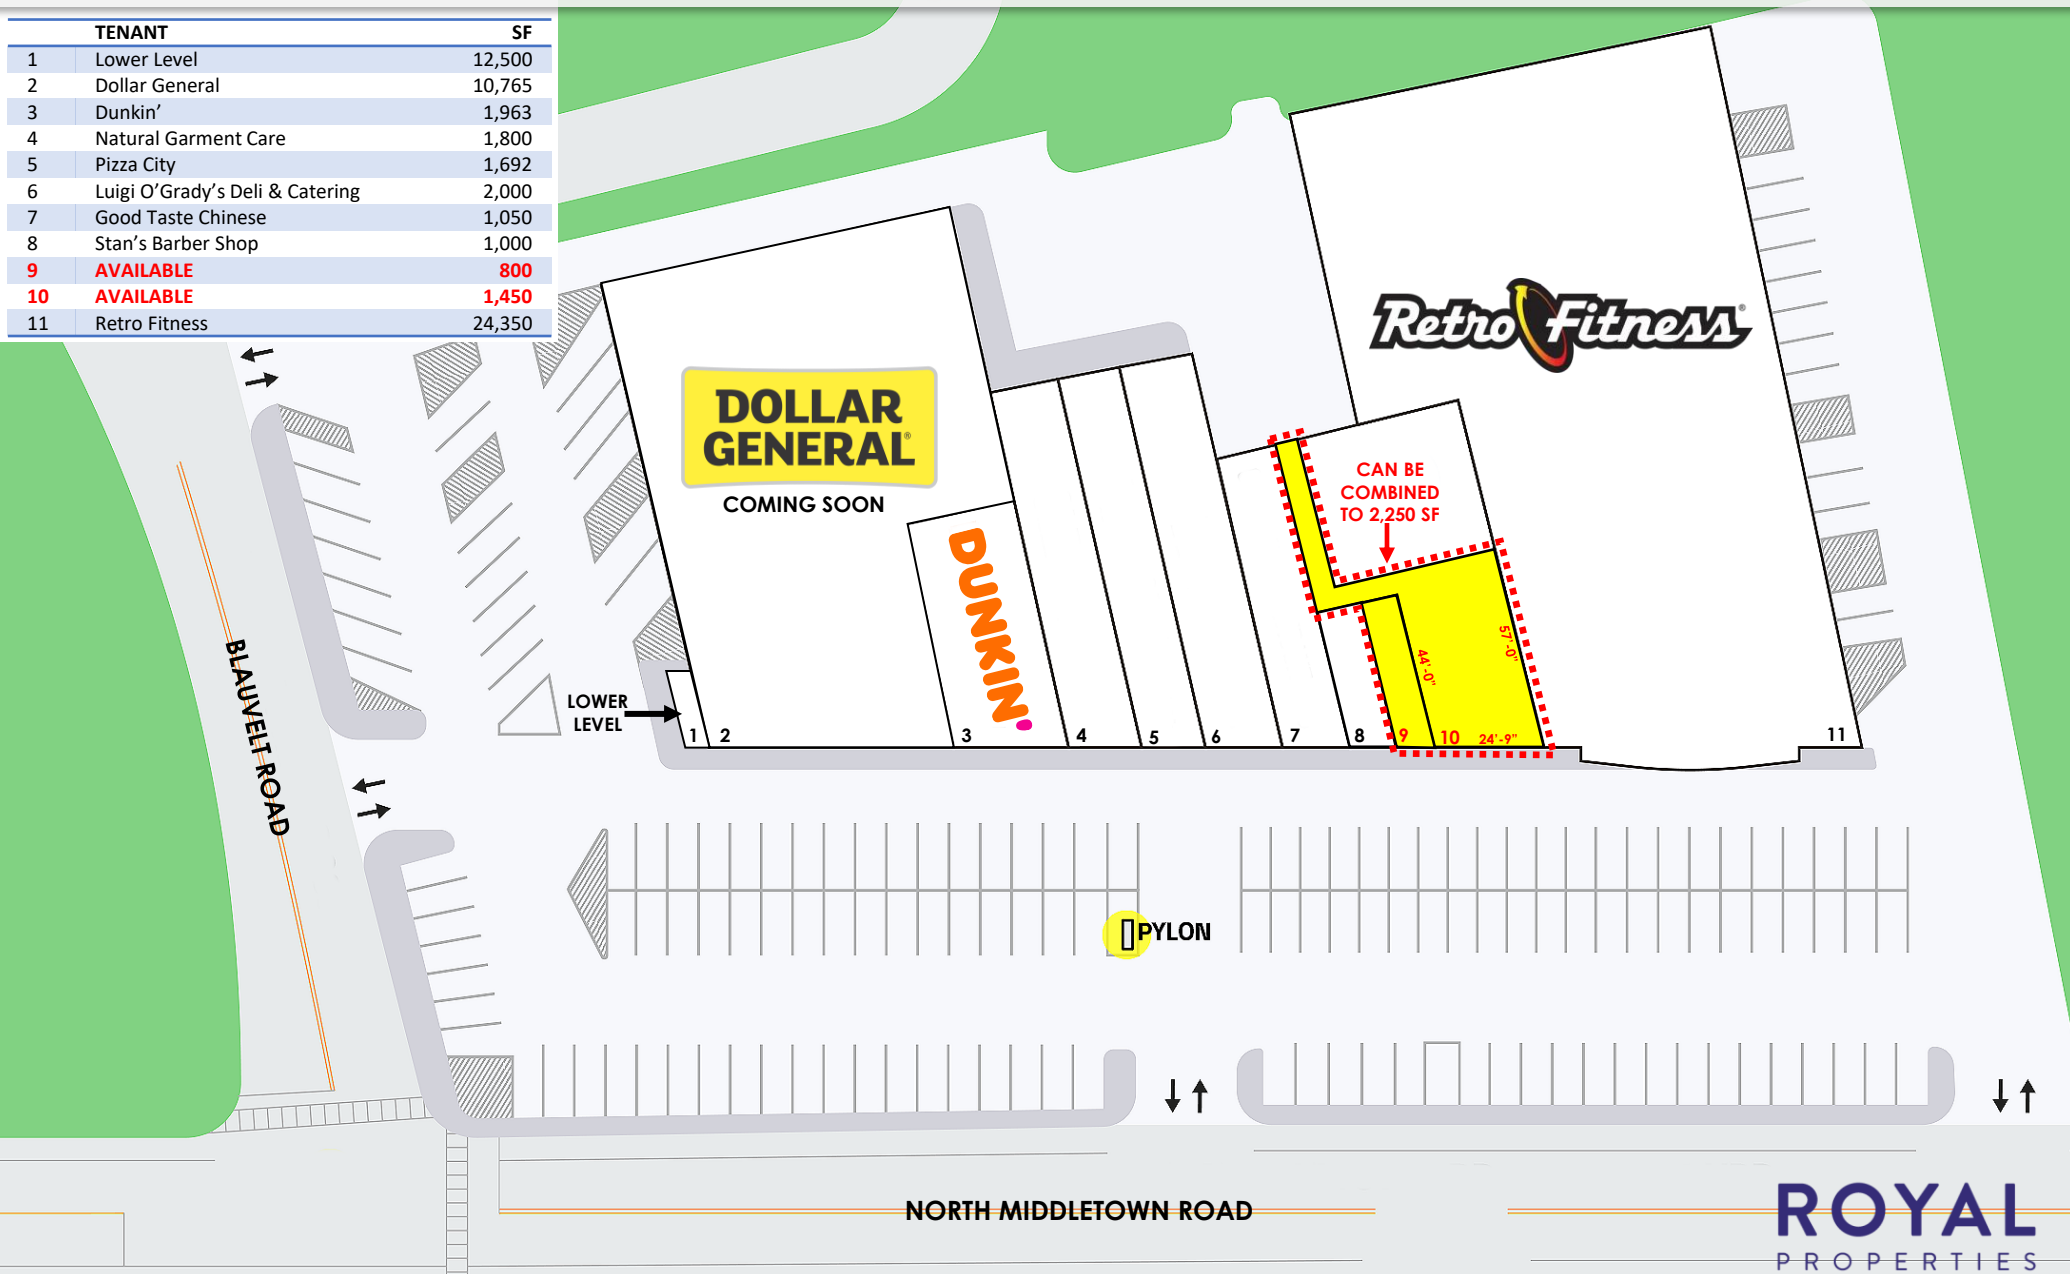 TENANT SF
1 Lower Level 12,500
2 Dollar General 10,765
3 Dunkin’ 1,963
4 Natural Garment Care 1,800
5 Pizza City 1,692
6 Luigi O’Grady’s Deli & Catering 2,000
7 Good Taste Chinese 1,050
8 Stan’s Barber Shop 1,000
9 AVAILABLE 800
10 AVAILABLE 1,450
11 Retro Fitness 24,350
Retro Fitness®
DOLLAR
GENERAL®
COMING SOON
CAN BE
COMBINED
TO 2,250 SF
DUNKIN'
57'-0"
44'-0"
LOWER
LEVEL
1 2 3 4 5 6 7 8 9 10 24'-9" 11
BLAUVELT ROAD
PYLON
NORTH MIDDLETOWN ROAD
ROYAL
PROPERTIES